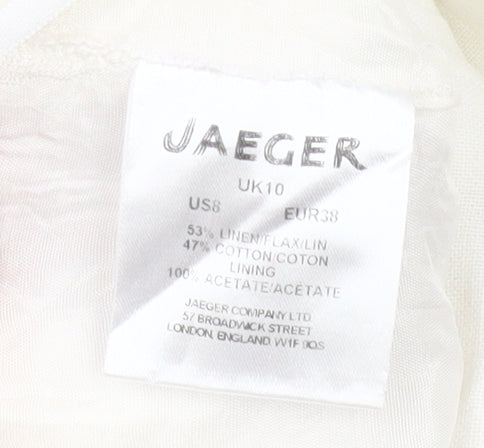 JAEGER
UK10
US8 EUR38
53% LINEN/FLAX/LIN
47% COTTON/COTON
LINING
100% ACETATE/ACÉTATE
JAEGER COMPANY LTD
57 BROADWICK STREET
LONDON, ENGLAND. W1F 9QS